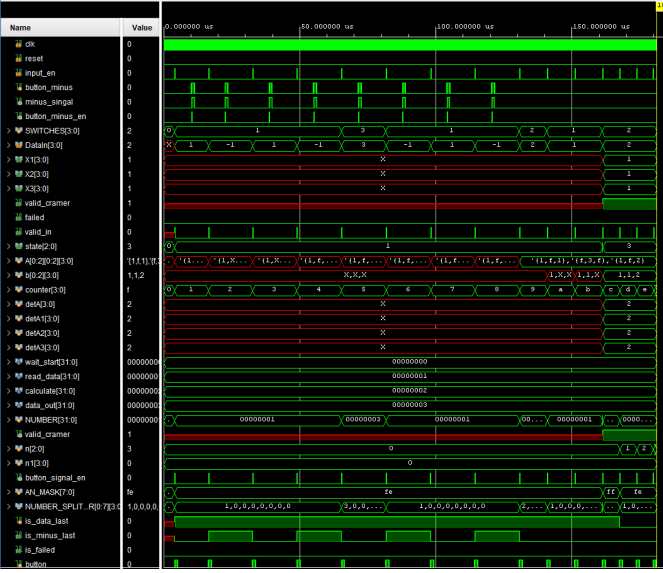 10
0.000000 us 50.000000 us 100.000000 us 150.000000 us
Name Value
clk 0
reset 0
input_en 0
button_minus 0
minus_singal 0
button_minus_en 0
SWITCHES[3:0] 2 0 1 3 1 2 1 2
DataIn[3:0] 2 X 1 -1 1 -1 3 -1 1 -1 2 1 2
X1[3:0] 1 X 1
X2[3:0] 1 X 1
X3[3:0] 1 X 1
valid_cramer 1
failed 0
valid_in 0
state[2:0] 3 0 1 3
A[0:2][0:2][3:0] '{1,f,1},'{f, '{1... '{1,X... '{1,X... '{1,f... '{1,f... '{1,f... '{1,f... '{1,f... '{1,f,1},'{f,3,f},'{1,f,2}
b[0:2][3:0] 1,1,2 X,X,X 1,X,X 1,1,X 1,1,2
counter[3:0] f 0 1 2 3 4 5 6 7 8 9 a b c d e
detA[3:0] 2 X 2
detA1[3:0] 2 X 2
detA2[3:0] 2 X 2
detA3[3:0] 2 X 2
wait_start[31:0] 00000000 00000000
read_data[31:0] 00000001 00000001
calculate[31:0] 00000002 00000002
data_out[31:0] 00000003 00000003
NUMBER[31:0] 00000000 . 00000001 00000003 00000001 00... 00000001 .. 0000...
valid_cramer 1
n[2:0] 3 0 1 2
n1[3:0] 0 0
button_signal_en 0
AN_MASK[7:0] fe . fe ff fe
NUMBER_SPLIT...R[0:7][3:0 1,0,0,0, . 1,0,0,0,0,0,0,0 3,0,0... 1,0,0,0,0,0,0,0 2,... 1,0,0,0... .. 1,0,...
is_data_last 0
is_minus_last 0
is_failed 0
button 0